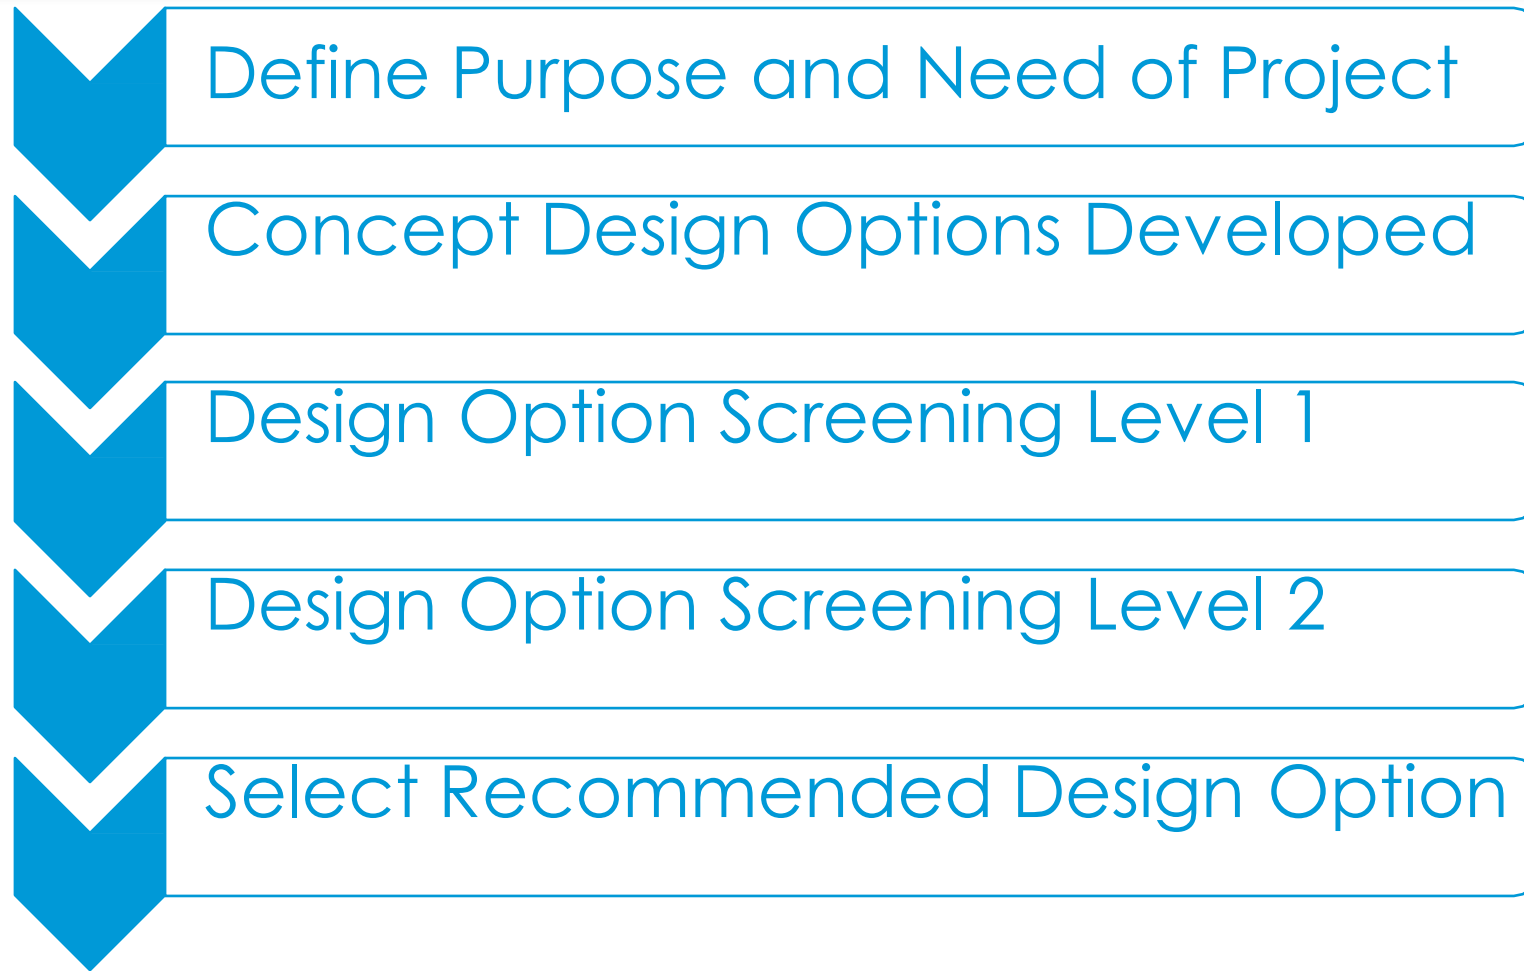 Define Purpose and Need of Project
Concept Design Options Developed
Design Option Screening Level 1
Design Option Screening Level 2
Select Recommended Design Option